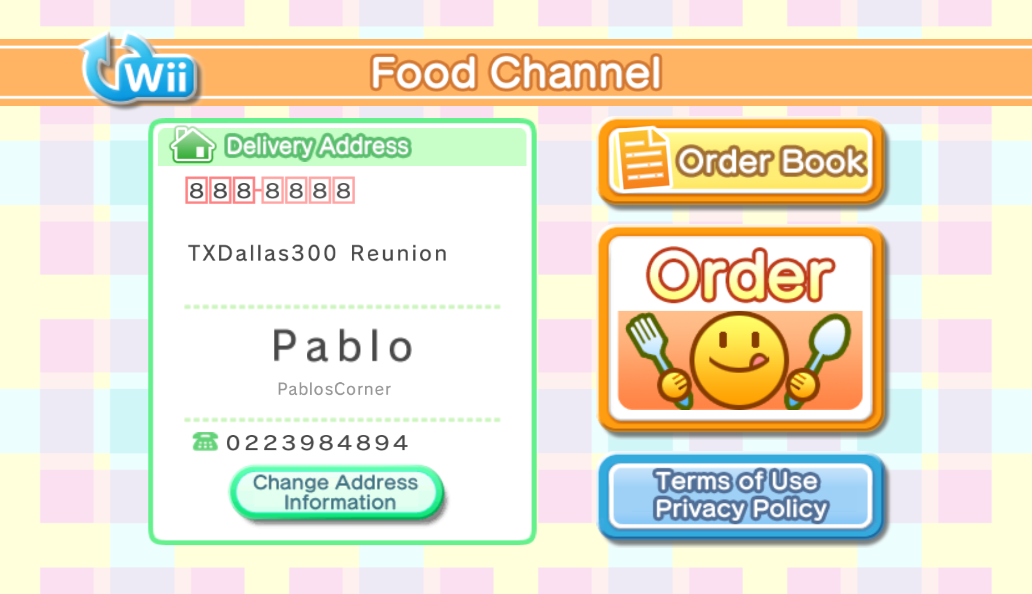 Wii
Food Channel
Delivery Address
888-8888
TXDallas300 Reunion
Pablo
PablosCorner
0223984894
Change Address
Information
Order Book
Order
Terms of Use
Privacy Policy